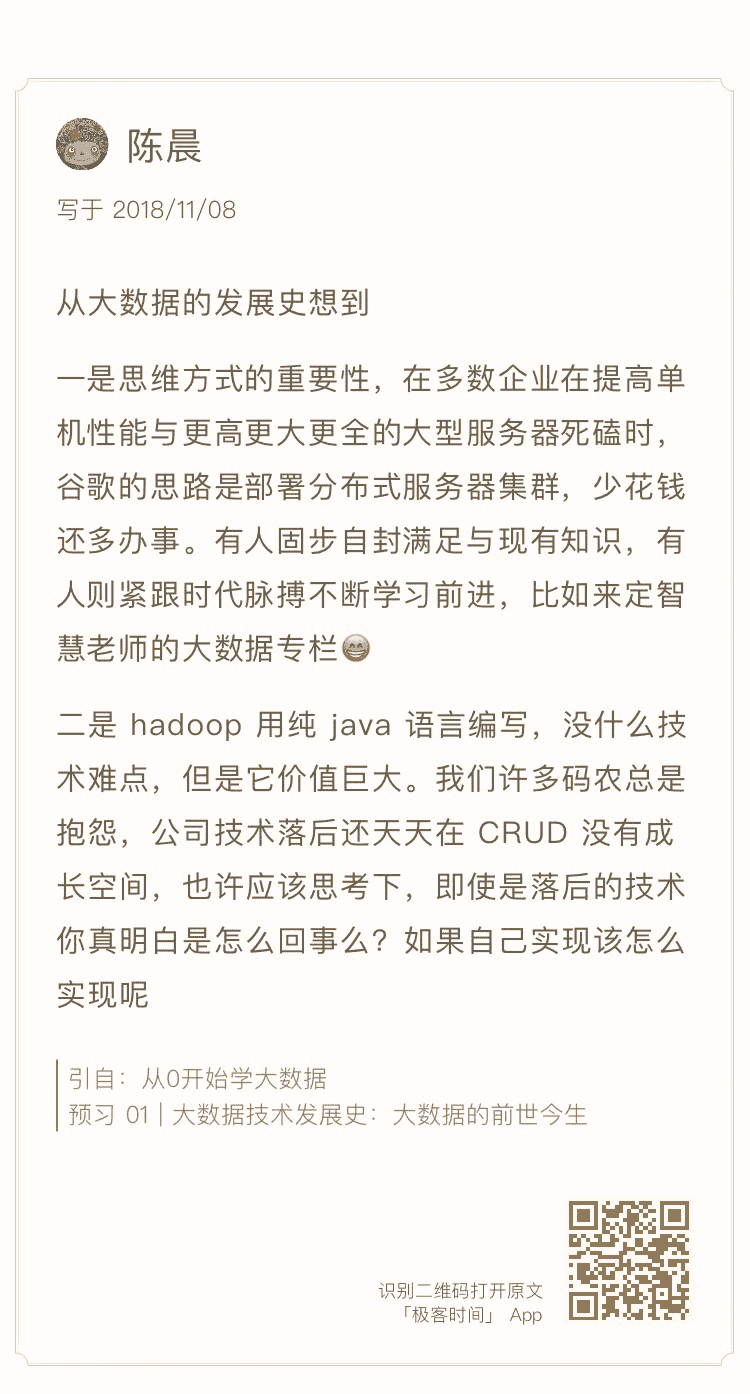 陈晨
写于 2018/11/08
从大数据的发展史想到
一是思维方式的重要性，在多数企业在提高单
机性能与更高更大更全的大型服务器死磕时，
谷歌的思路是部署分布式服务器集群，少花钱
还多办事。有人固步自封满足与现有知识，有
人则紧跟时代脉搏不断学习前进，比如来定智
慧老师的大数据专栏😁
二是 hadoop 用纯 java 语言编写，没什么技
术难点，但是它价值巨大。我们许多码农总是
抱怨，公司技术落后还天天在 CRUD 没有成
长空间，也许应该思考下，即使是落后的技术
你真明白是怎么回事么？如果自己实现该怎么
实现呢
引自：从0开始学大数据
预习 01 | 大数据技术发展史：大数据的前世今生
识别二维码打开原文
「极客时间」 App